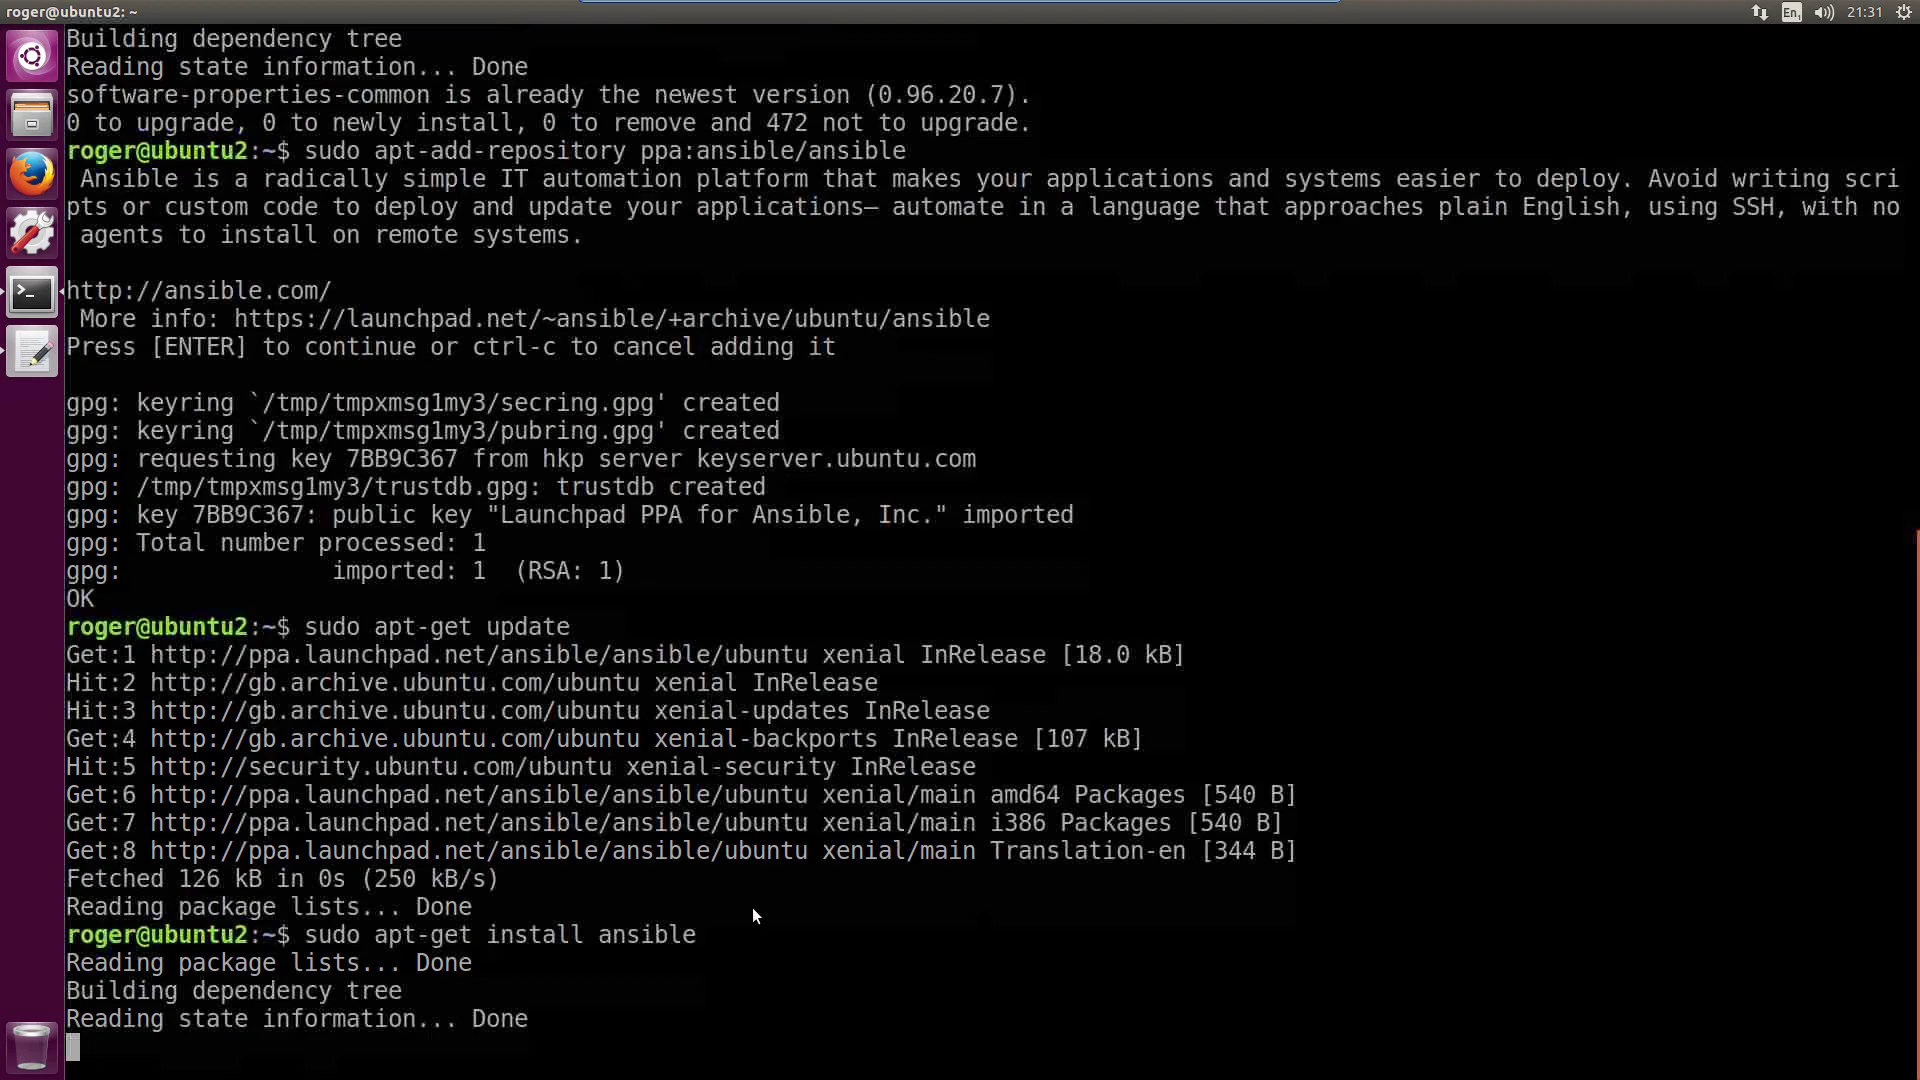 roger@ubuntu2: ~
En
21:31
Building dependency tree
Reading state information... Done
software-properties-common is already the newest version (0.96.20.7).
0 to upgrade, 0 to newly install, 0 to remove and 472 not to upgrade.
roger@ubuntu2:~$ sudo apt-add-repository ppa:ansible/ansible
 Ansible is a radically simple IT automation platform that makes your applications and systems easier to deploy. Avoid writing scri
pts or custom code to deploy and update your applications— automate in a language that approaches plain English, using SSH, with no
 agents to install on remote systems.
http://ansible.com/
 More info: https://launchpad.net/~ansible/+archive/ubuntu/ansible
Press [ENTER] to continue or ctrl-c to cancel adding it
gpg: keyring `/tmp/tmpxmsg1my3/secring.gpg' created
gpg: keyring `/tmp/tmpxmsg1my3/pubring.gpg' created
gpg: requesting key 7BB9C367 from hkp server keyserver.ubuntu.com
gpg: /tmp/tmpxmsg1my3/trustdb.gpg: trustdb created
gpg: key 7BB9C367: public key "Launchpad PPA for Ansible, Inc." imported
gpg: Total number processed: 1
gpg:               imported: 1  (RSA: 1)
OK
roger@ubuntu2:~$ sudo apt-get update
Get:1 http://ppa.launchpad.net/ansible/ansible/ubuntu xenial InRelease [18.0 kB]
Hit:2 http://gb.archive.ubuntu.com/ubuntu xenial InRelease
Hit:3 http://gb.archive.ubuntu.com/ubuntu xenial-updates InRelease
Get:4 http://gb.archive.ubuntu.com/ubuntu xenial-backports InRelease [107 kB]
Hit:5 http://security.ubuntu.com/ubuntu xenial-security InRelease
Get:6 http://ppa.launchpad.net/ansible/ansible/ubuntu xenial/main amd64 Packages [540 B]
Get:7 http://ppa.launchpad.net/ansible/ansible/ubuntu xenial/main i386 Packages [540 B]
Get:8 http://ppa.launchpad.net/ansible/ansible/ubuntu xenial/main Translation-en [344 B]
Fetched 126 kB in 0s (250 kB/s)
Reading package lists... Done
roger@ubuntu2:~$ sudo apt-get install ansible
Reading package lists... Done
Building dependency tree
Reading state information... Done